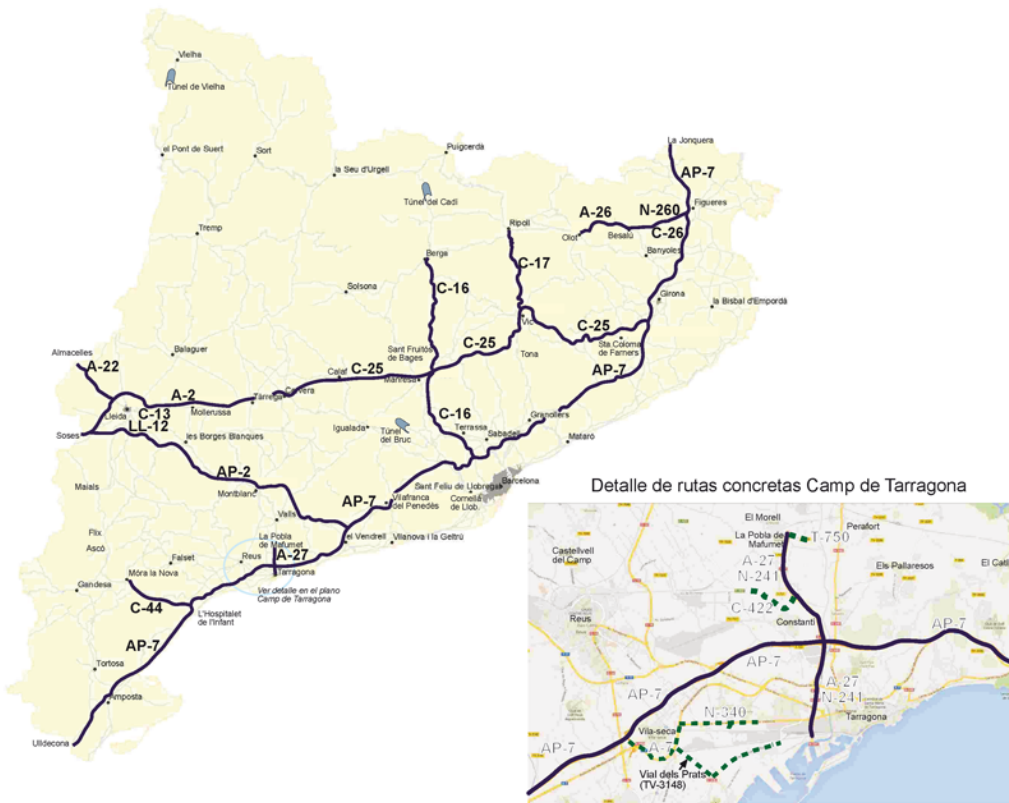 Vielha
Túnel de Vielha
el Pont de Suert
Sort
la Seu d'Urgell
Puigcerdà
Túnel del Cadí
La Jonquera
AP-7
Figueres
N-260
A-26
C-26
Olot
Besalú
Banyoles
Ripoll
C-17
Tremp
Berga
C-16
Solsona
Girona
la Bisbal d'Empordà
Vic
C-25
Sta Coloma
de Farners
Tona
C-25
Sant Fruitós
de Bages
Almacelles
Balaguer
A-22
Calaf
C-25
Manresa
AP-7
Cervera
Tàrrega
A-2
Mollerussa
Lleida
C-13
LL-12
Soses
les Borges Blanques
Igualada
Túnel
del Bruc
C-16
Terrassa
Sabadell
Granollers
Mataró
AP-2
Montblanc
Maials
Sant Feliu de Llobregat
Barcelona
Cornellà
de Llob.
AP-7
Vilafranca
del Penedès
Valls
La Pobla
de Mafumet
el Vendrell
Vilanova i la Geltrú
Flix
Ascó
Falset
Reus
A-27
Tarragona
Móra la Nova
Gandesa
Ver detalle en el plano
Camp de Tarragona
C-44
L'Hospitalet
de l'Infant
AP-7
Tortosa
Amposta
Ulldecona
Detalle de rutas concretas Camp de Tarragona
El Morell
La Pobla de
Mafumet
T-750
Perafort
Castellvell
del Camp
A-27
N-241
Els Pallaresos
El Catl
C-422
Reus
Constantí
AP-7
AP-7
AP-7
A-27
N-241
N-340
Tarragona
Vila-seca
AP-7
A-7
Vial dels Prats
(TV-3148)